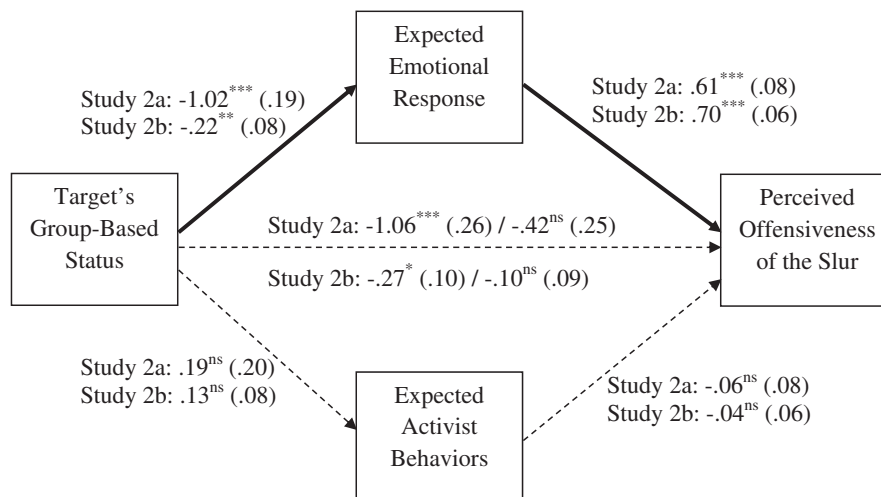 Expected
Emotional
Response
Study 2a: -1.02*** (.19)
Study 2b: -.22** (.08)
Study 2a: .61*** (.08)
Study 2b: .70*** (.06)
Target's
Group-Based
Status
Study 2a: -1.06*** (.26) / -.42ns (.25)
Study 2b: -.27* (.10) / -.10ns (.09)
Perceived
Offensiveness
of the Slur
Study 2a: .19ns (.20)
Study 2b: .13ns (.08)
Expected
Activist
Behaviors
Study 2a: -.06ns (.08)
Study 2b: -.04ns (.06)